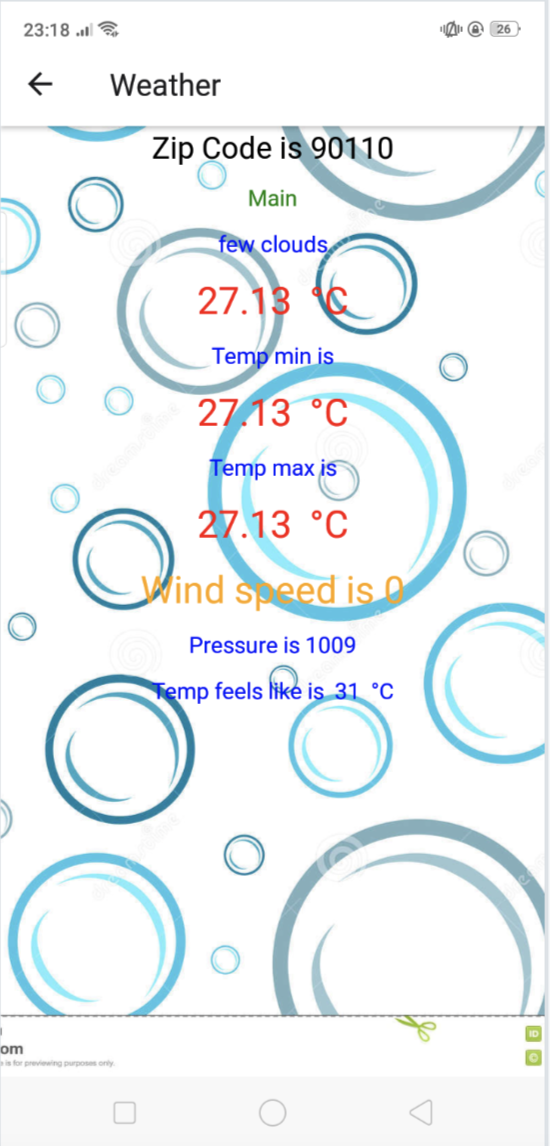 23:18
26
Weather
Zip Code is 90110
Main
few clouds
27.13 °C
Temp min is
27.13 °C
Temp max is
27.13 °C
Wind speed is 0
Pressure is 1009
Temp feels like is 31 °C
om
is for previewing purposes only.
ID
©